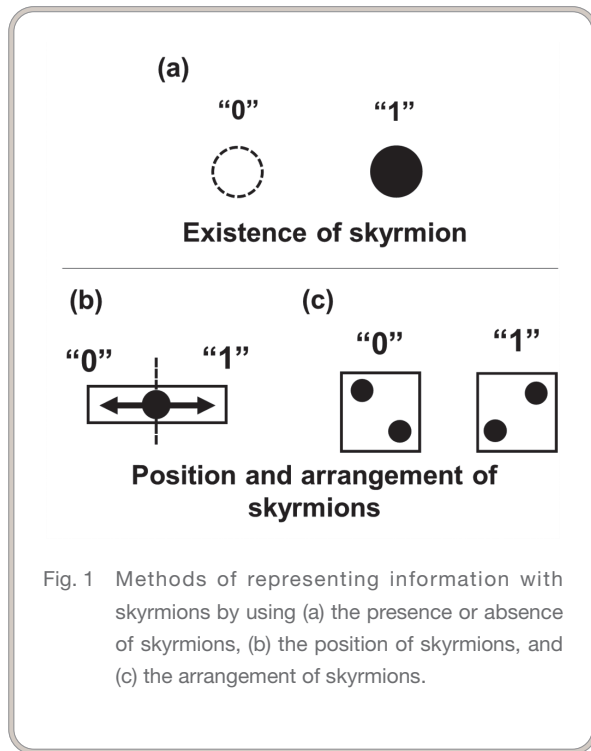 (a)
“0” “1”
Existence of skyrmion
(b) (c)
“0” “1” “0” “1”
Position and arrangement of
skyrmions
Fig. 1 Methods of representing information with
skyrmions by using (a) the presence or absence
of skyrmions, (b) the position of skyrmions, and
(c) the arrangement of skyrmions.